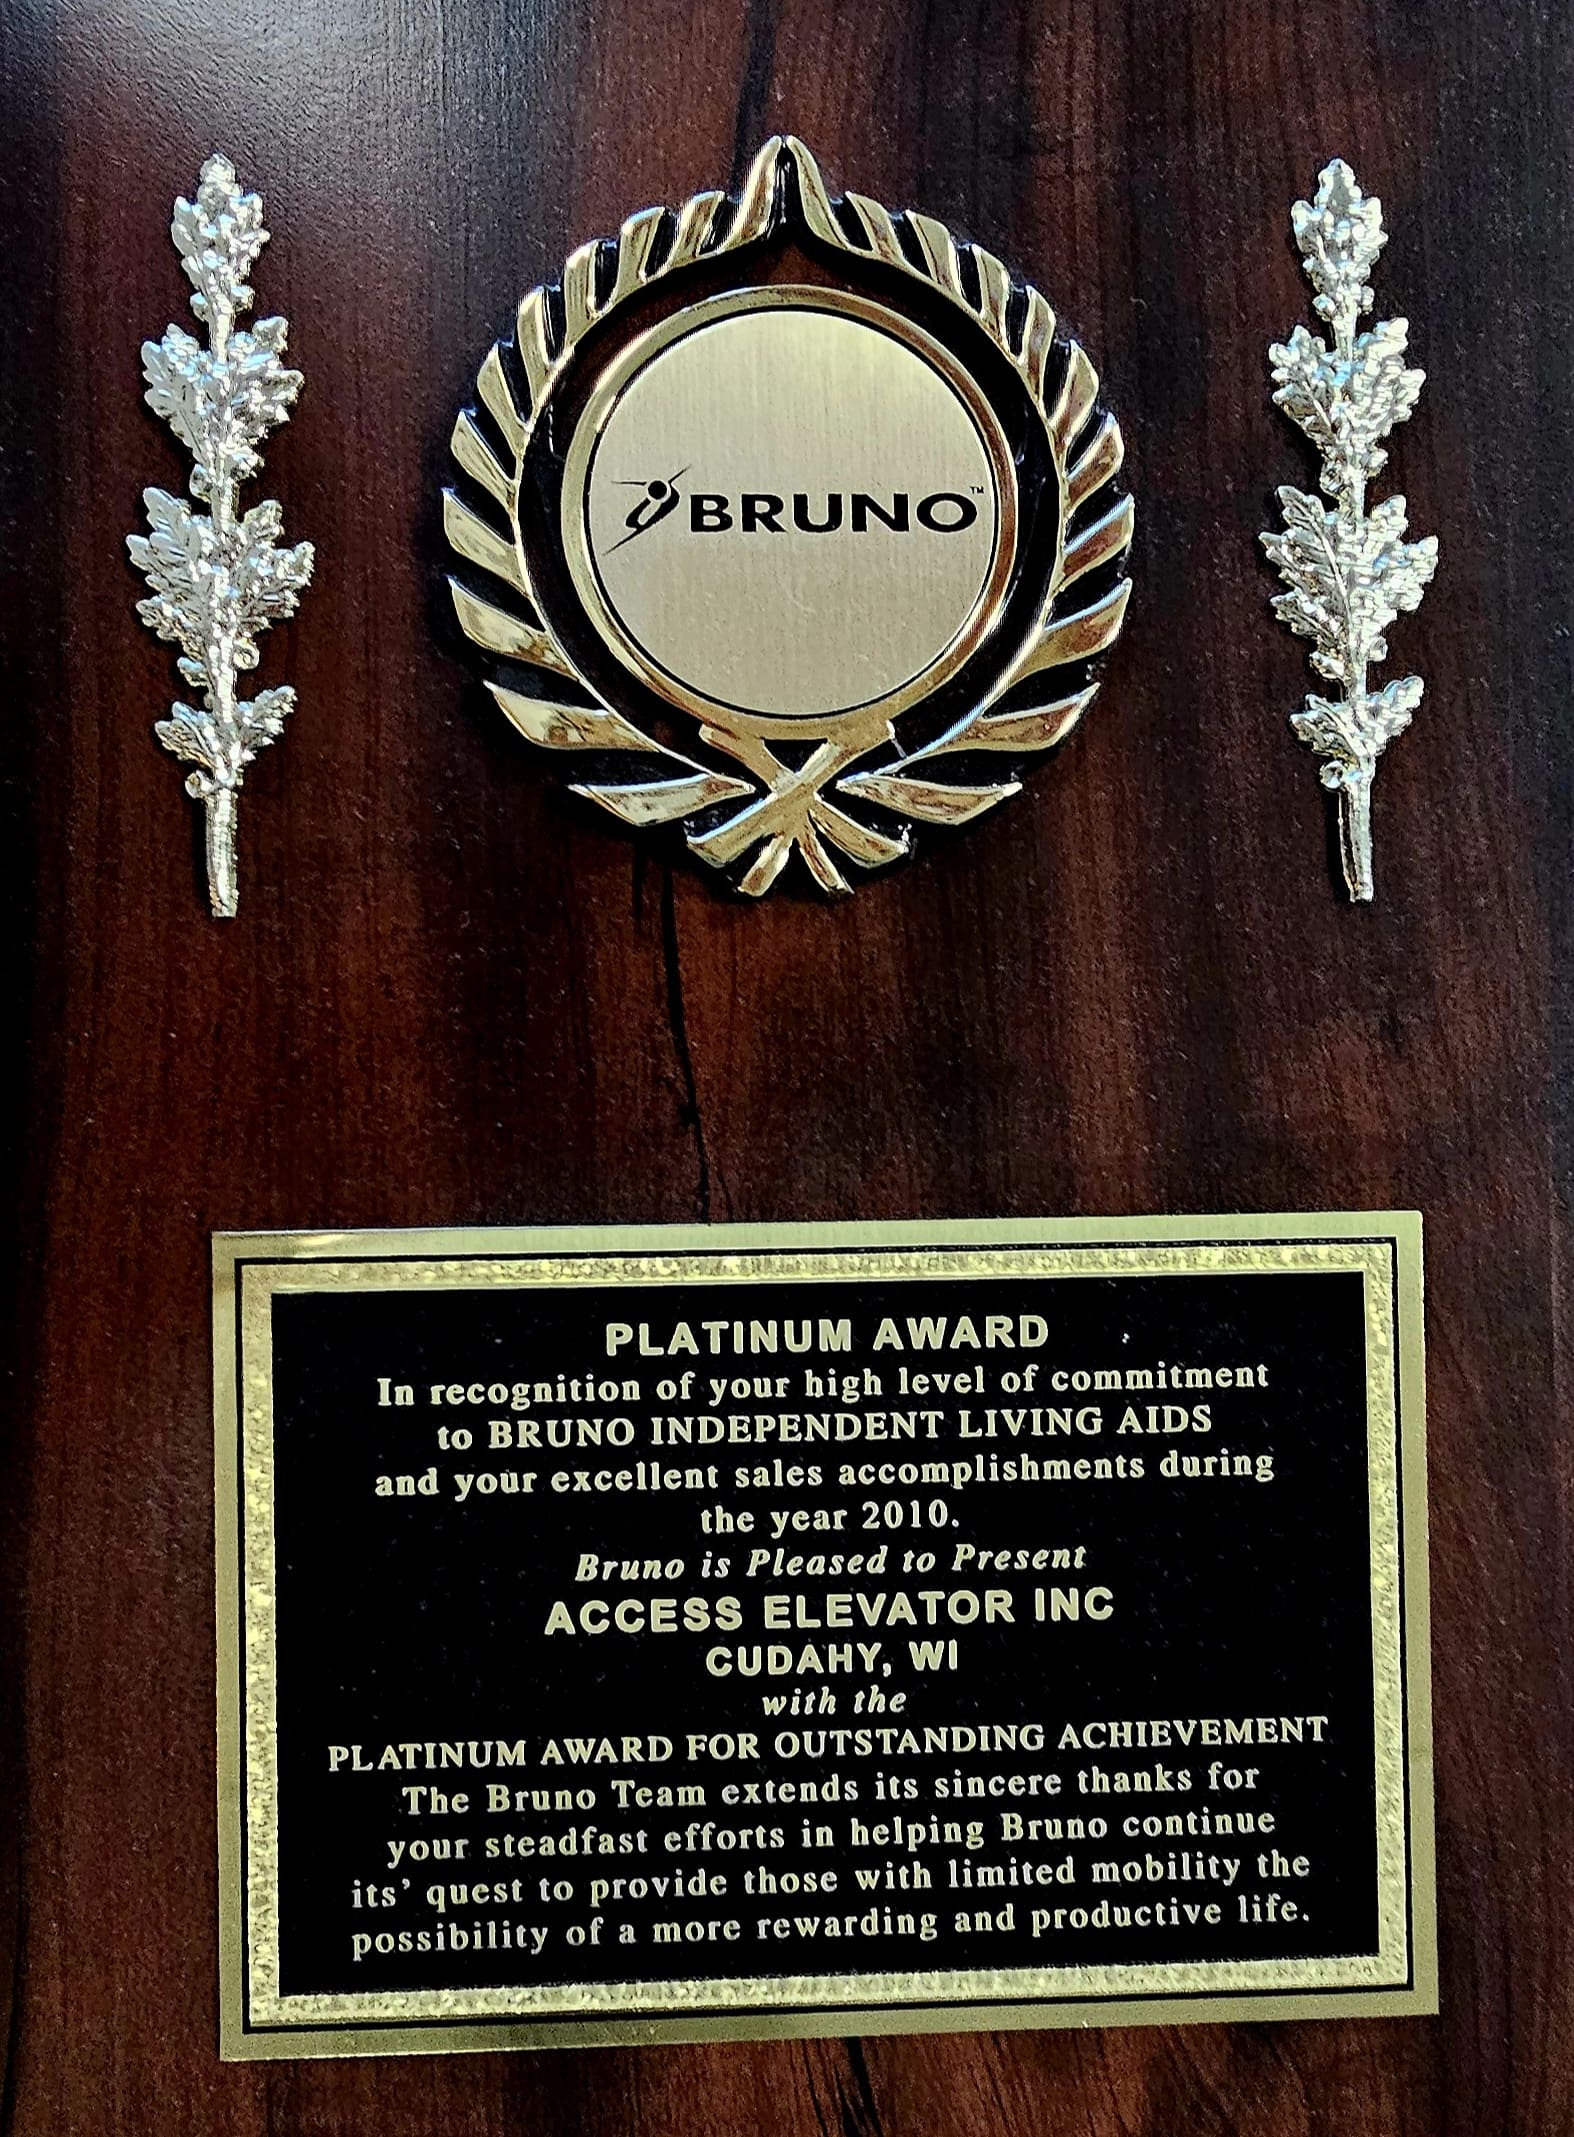 BRUNO™
PLATINUM AWARD
In recognition of your high level of commitment
to BRUNO INDEPENDENT LIVING AIDS
and your excellent sales accomplishments during
the year 2010.
Bruno is Pleased to Present
ACCESS ELEVATOR INC
CUDAHY, WI
with the
PLATINUM AWARD FOR OUTSTANDING ACHIEVEMENT
The Bruno Team extends its sincere thanks for
your steadfast efforts in helping Bruno continue
its’ quest to provide those with limited mobility the
possibility of a more rewarding and productive life.